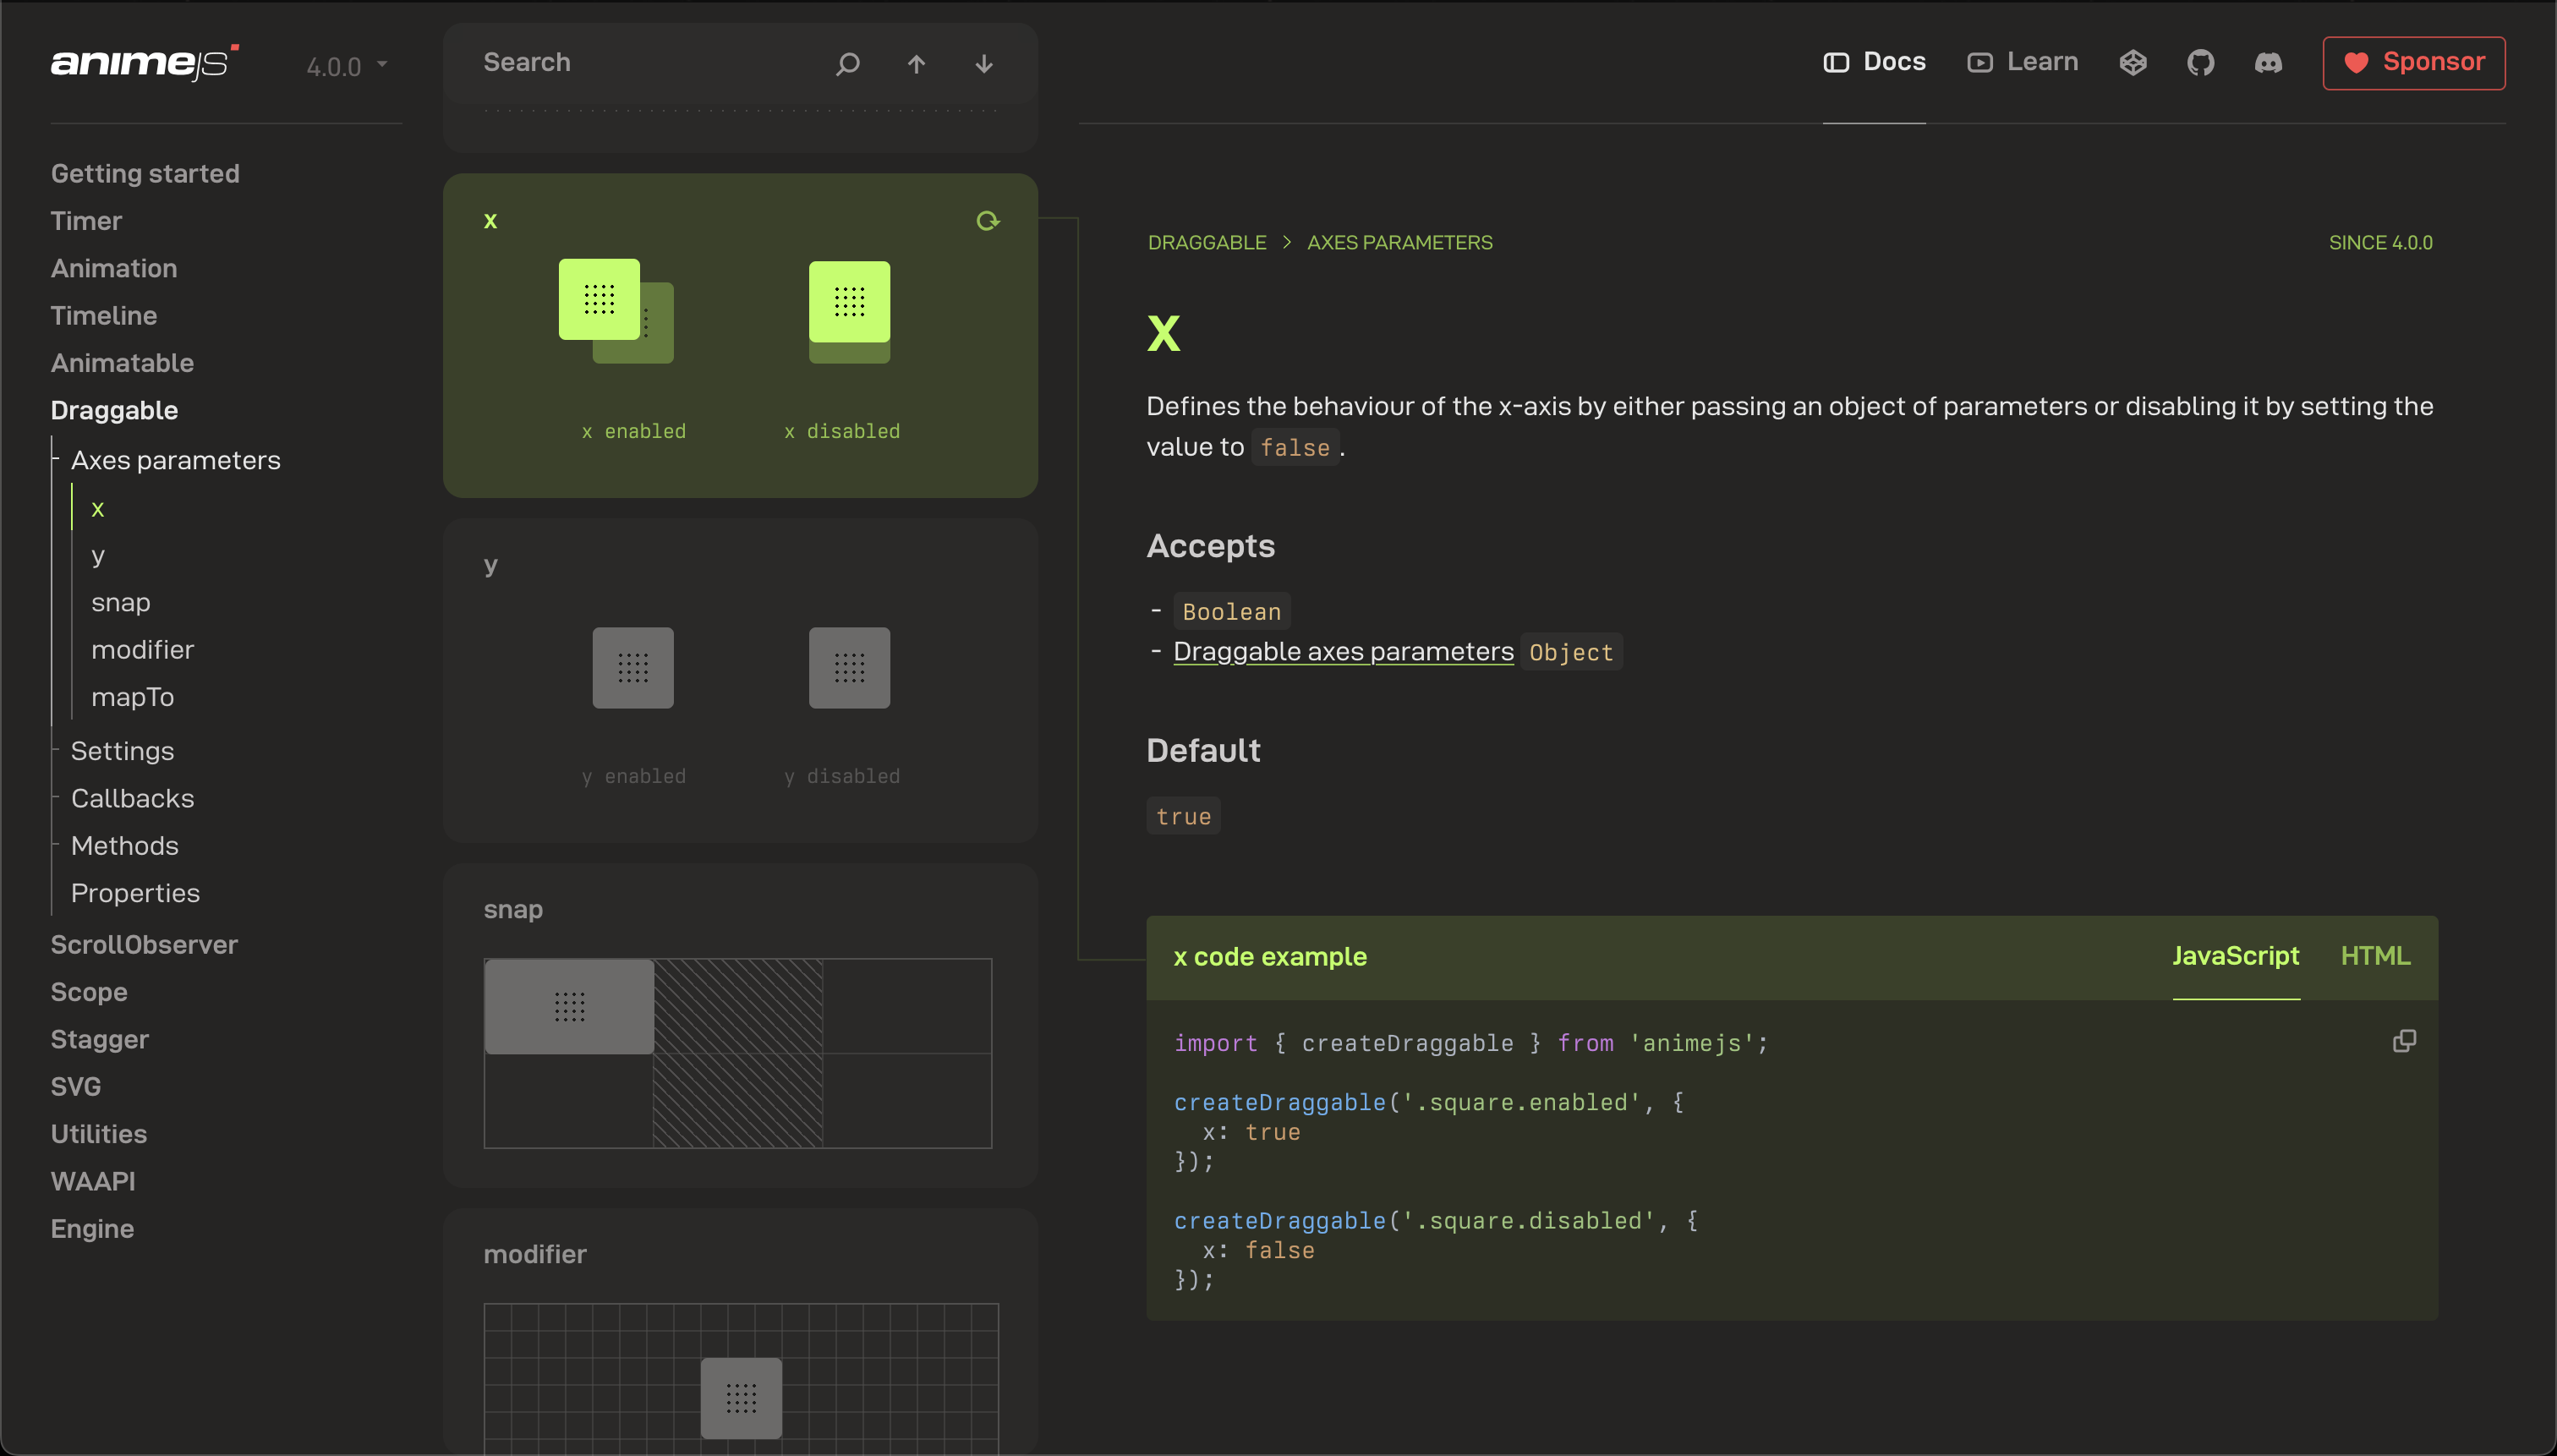 animeJS
4.0.0
Search
Docs
Learn
Sponsor
Getting started
Timer
Animation
Timeline
Animatable
Draggable
Axes parameters
x
y
snap
modifier
mapTo
Settings
Callbacks
Methods
Properties
ScrollObserver
Scope
Stagger
SVG
Utilities
WAAPI
Engine
x
x enabled
x disabled
y
y enabled
y disabled
snap
modifier
DRAGGABLE > AXES PARAMETERS
SINCE 4.0.0
x
Defines the behaviour of the x-axis by either passing an object of parameters or disabling it by setting the
value to false.
Accepts
- Boolean
- Draggable axes parameters Object
Default
true
x code example
JavaScript
HTML
import { createDraggable } from 'animejs';
createDraggable('.square.enabled', {
x: true
});
createDraggable('.square.disabled', {
x: false
});